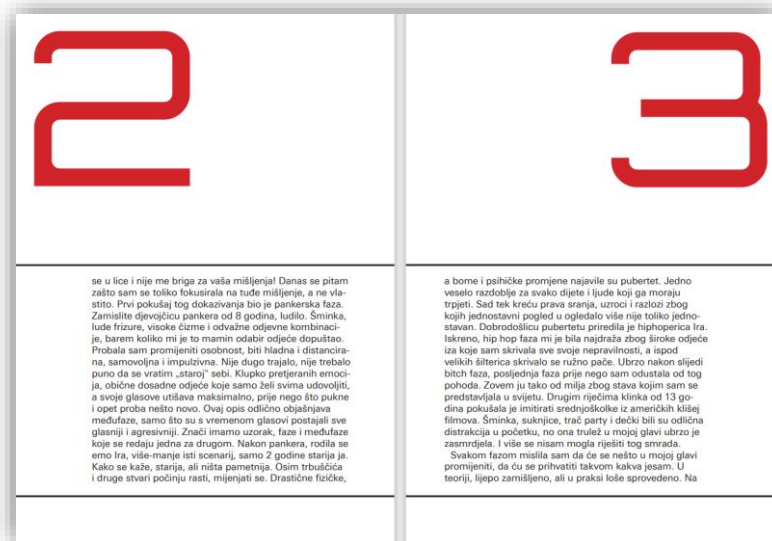 2
se u lice i nije me briga za vaša mišljenja! Danas se pitam
zašto sam se toliko fokusirala na tuđe mišljenje, a ne vla-
stito. Prvi pokušaj tog dokazivanja bio je pankerska faza.
Zamislite djevojčicu pankera od 8 godina, ludilo. Šminka,
lude frizure, visoke čizme i odvažne odjevne kombinaci-
je, barem koliko mi je to mamin odabir odjeće dopuštao.
Probala sam promijeniti osobnost, biti hladna i distancira-
na, samovoljna i impulzivna. Nije dugo trajalo, nije trebalo
puno da se vratim „staroj" sebi. Klupko pretjeranih emoci-
ja, obične dosadne odjeće koje samo želi svima udovoljiti,
a svoje glasove utišava maksimalno, prije nego što pukne
i opet proba nešto novo. Ovaj opis odlično objašnjava
međufaze, samo što su s vremenom glasovi postajali sve
glasniji i agresivniji. Znači imamo uzorak, faze i međufaze
koje se redaju jedna za drugom. Nakon pankera, rodila se
emo Ira, više-manje isti scenarij, samo 2 godine starija ja.
Kako se kaže, starija, ali ništa pametnija. Osim trbuščića
i druge stvari počinju rasti, mijenjati se. Drastične fizičke,
3
a bome i psihičke promjene najavile su pubertet. Jedno
veselo razdoblje za svako dijete i ljude koji ga moraju
trpjeti. Sad tek kreću prava sranja, uzroci i razlozi zbog
kojih jednostavni pogled u ogledalo više nije toliko jedno-
stavan. Dobrodošlicu pubertetu priredila je hiphoperica Ira.
Iskreno, hip hop faza mi je bila najdraža zbog široke odjeće
iza koje sam skrivala sve svoje nepravilnosti, a ispod
velikih šilterica skrivalo se ružno pače. Ubrzo nakon slijedi
bitch faza, posljednja faza prije nego sam odustala od tog
pohoda. Zovem ju tako od milja zbog stava kojim sam se
predstavljala u svijetu. Drugim riječima klinka od 13 go-
dina pokušala je imitirati srednjoškolke iz američkih klišej
filmova. Šminka, suknjice, trač party i dečki bili su odlična
distrakcija u početku, no ona trulež u mojoj glavi ubrzo je
zasmrdjela. I više se nisam mogla riješiti tog smrada.
Svakom fazom mislila sam da će se nešto u mojoj glavi
promijeniti, da ću se prihvatiti takvom kakva jesam. U
teoriji, lijepo zamišljeno, ali u praksi loše sprovedeno. Na